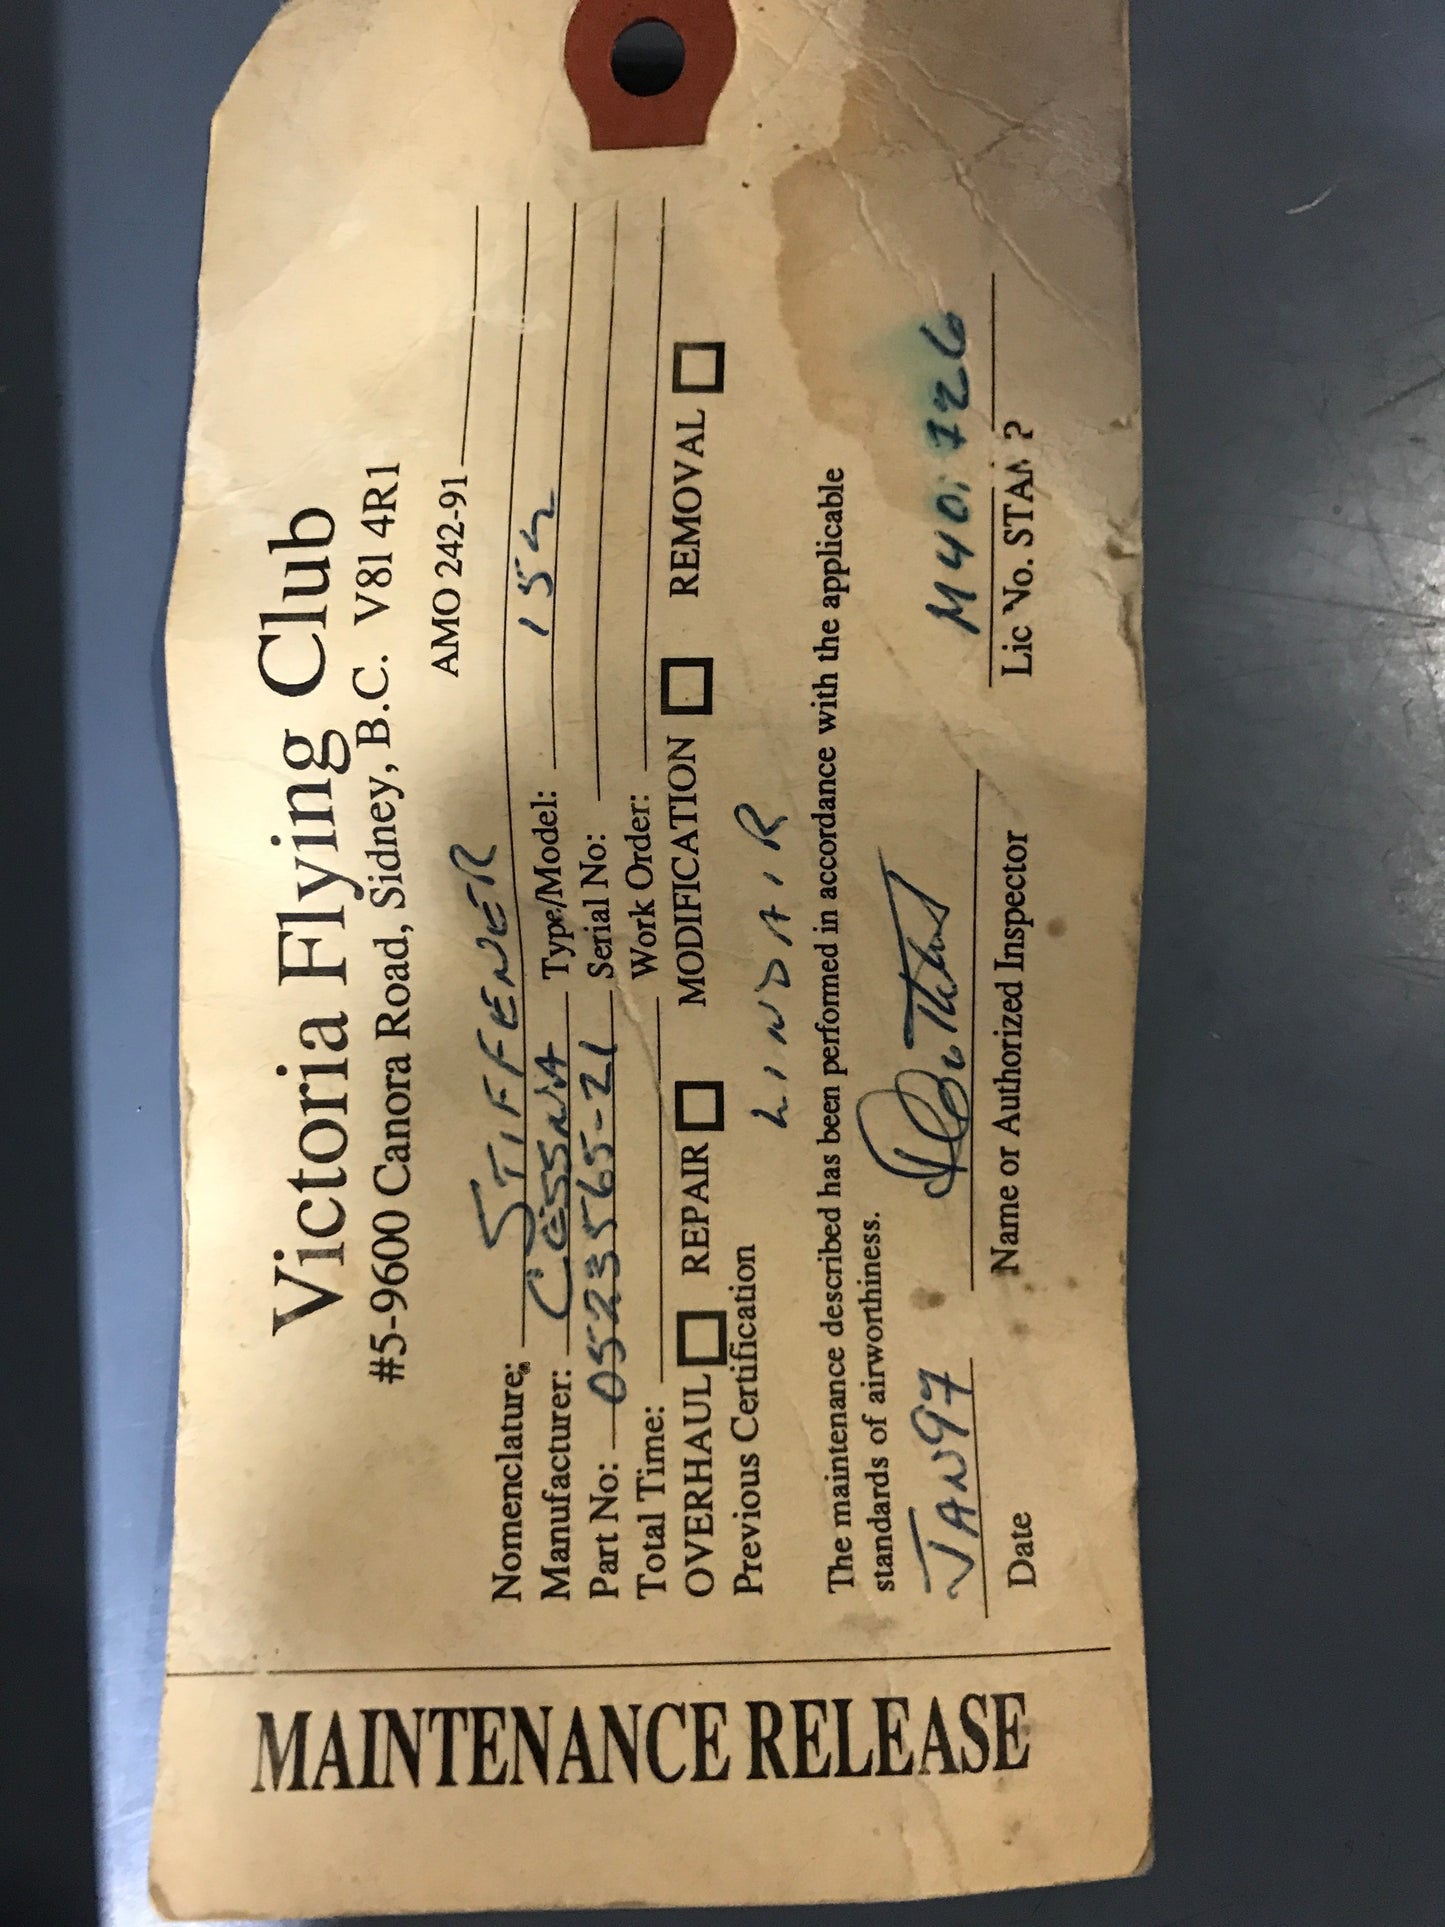 Victoria Flying Club
#5-9600 Canora Road, Sidney, B.C. V8l 4R1
AMO 242-91
Nomenclature: STIFFENER
Manufacturer: CESSNA Type/Model: 152
Part No: 0523565-21 Serial No:
Total Time: Work Order:
OVERHAUL REPAIR MODIFICATION REMOVAL
Previous Certification LINDAIR
The maintenance described has been performed in accordance with the applicable
standards of airworthiness.
JAN97
Date Name or Authorized Inspector Lic No. STAMP
MAINTENANCE RELEASE